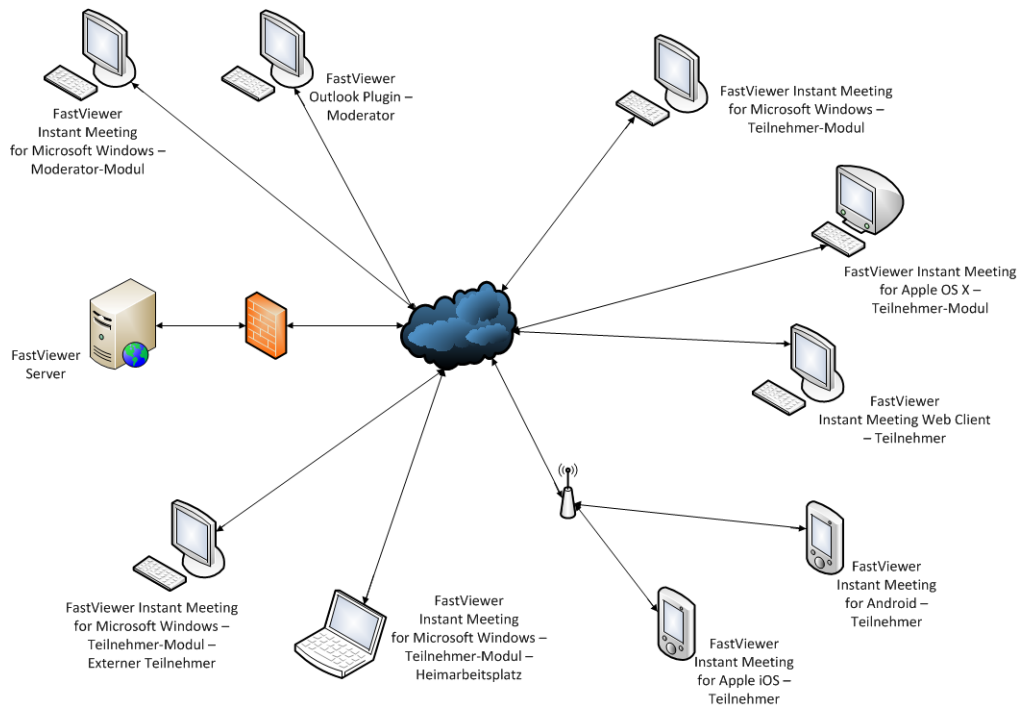 FastViewer
Instant Meeting
for Microsoft Windows –
Moderator-Modul
FastViewer
Outlook Plugin –
Moderator
FastViewer Instant Meeting
for Microsoft Windows –
Teilnehmer-Modul
FastViewer Instant Meeting
for Apple OS X –
Teilnehmer-Modul
FastViewer
Server
FastViewer
Instant Meeting Web Client
– Teilnehmer
FastViewer Instant Meeting
for Microsoft Windows –
Teilnehmer-Modul –
Externer Teilnehmer
FastViewer
Instant Meeting
for Microsoft Windows –
Teilnehmer-Modul –
Heimarbeitsplatz
FastViewer
Instant Meeting
for Apple iOS –
Teilnehmer
FastViewer
Instant Meeting
for Android –
Teilnehmer